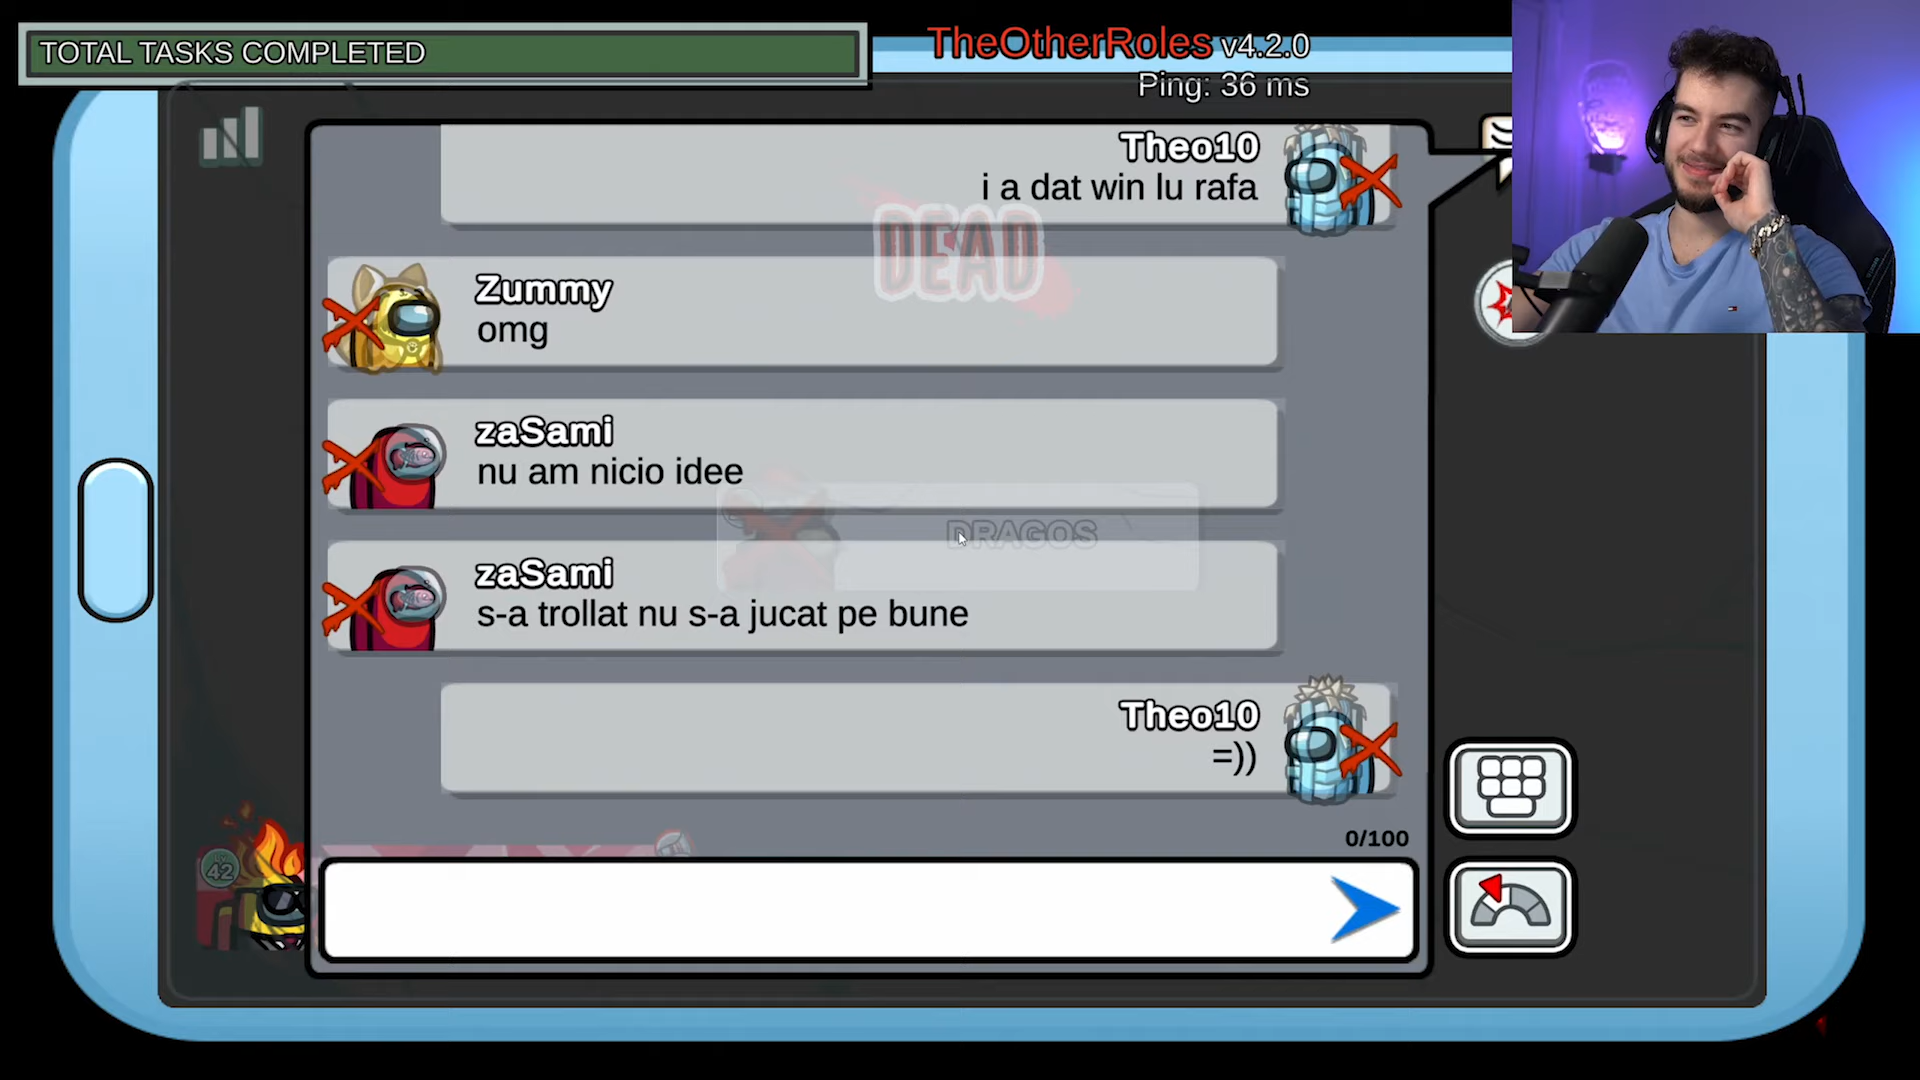 TOTAL TASKS COMPLETED
TheOtherRoles v4.2.0
Ping: 36 ms
Theo10
i a dat win lu rafa
DEAD
Zummy
omg
zaSami
nu am nicio idee
DRAGOS
zaSami
s-a trollat nu s-a jucat pe bune
Theo10
=))
0/100
LV
42